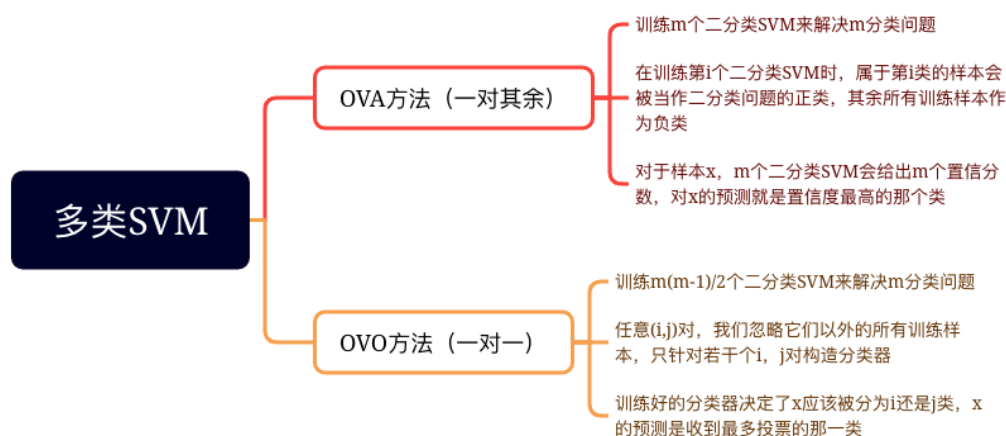 多类SVM
OVA方法（一对其余）
训练m个二分类SVM来解决m分类问题
在训练第i个二分类SVM时，属于第i类的样本会
被当作二分类问题的正类，其余所有训练样本作
为负类
对于样本x，m个二分类SVM会给出m个置信分
数，对x的预测就是置信度最高的那个类
OVO方法（一对一）
训练m(m-1)/2个二分类SVM来解决m分类问题
任意(i,j)对，我们忽略它们以外的所有训练样
本，只针对若干个i，j对构造分类器
训练好的分类器决定了x应该被分为i还是j类，x
的预测是收到最多投票的那一类